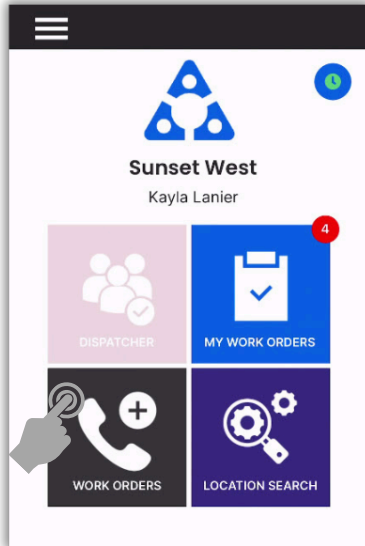 Sunset West
Kayla Lanier
4
DISPATCHER
MY WORK ORDERS
WORK ORDERS
LOCATION SEARCH